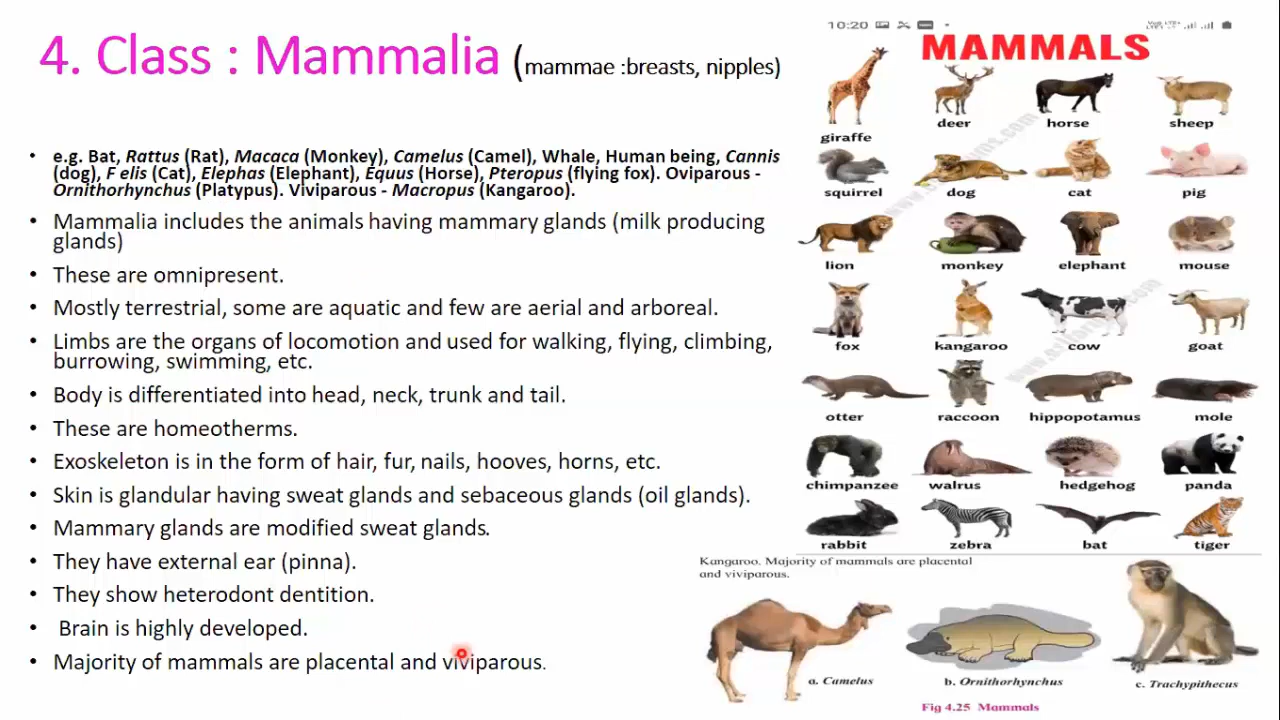 4. Class : Mammalia (mammae :breasts, nipples)
• e.g. Bat, Rattus (Rat), Macaca (Monkey), Camelus (Camel), Whale, Human being, Cannis
(dog), F elis (Cat), Elephas (Elephant), Equus (Horse), Pteropus (flying fox). Oviparous -
Ornithorhynchus (Platypus). Viviparous - Macropus (Kangaroo).
• Mammalia includes the animals having mammary glands (milk producing
glands)
• These are omnipresent.
• Mostly terrestrial, some are aquatic and few are aerial and arboreal.
• Limbs are the organs of locomotion and used for walking, flying, climbing,
burrowing, swimming, etc.
• Body is differentiated into head, neck, trunk and tail.
• These are homeotherms.
• Exoskeleton is in the form of hair, fur, nails, hooves, horns, etc.
• Skin is glandular having sweat glands and sebaceous glands (oil glands).
• Mammary glands are modified sweat glands.
• They have external ear (pinna).
• They show heterodont dentition.
• Brain is highly developed.
• Majority of mammals are placental and viviparous.
10:20
MAMMALS
giraffe deer horse sheep
squirrel dog cat pig
lion monkey elephant mouse
fox kangaroo cow goat
otter raccoon hippopotamus mole
chimpanzee walrus hedgehog panda
rabbit zebra bat tiger
Kangaroo. Majority of mammals are placental
and viviparous.
a. Camelus b. Ornithorhynchus c. Trachypithecus
Fig 4.25 Mammals